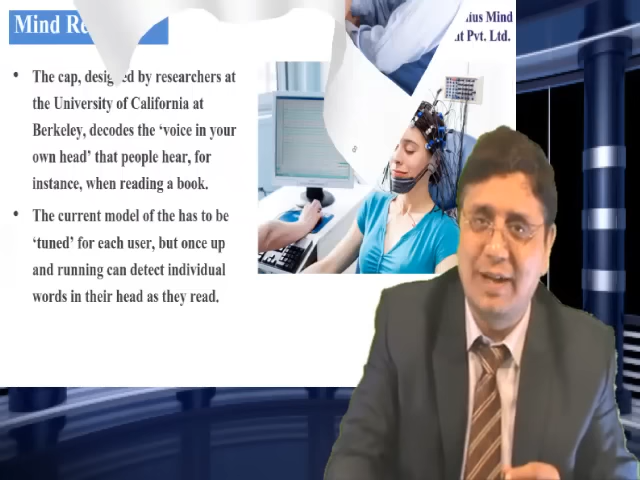 Mind Re
ius Mind
t Pvt. Ltd.
• The cap, desig ed by researchers at
the University of California at
Berkeley, decodes the ‘voice in your
own head’ that people hear, for
instance, when reading a book.
• The current model of the has to be
‘tuned’ for each user, but once up
and running can detect individual
words in their head as they read.